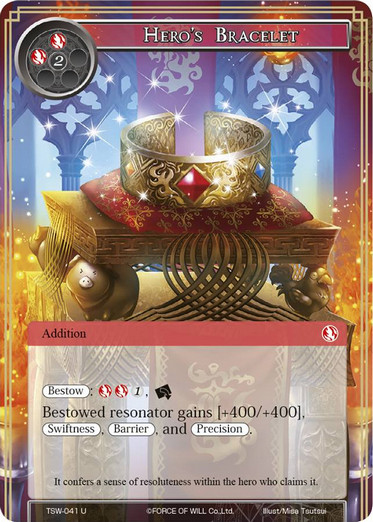 Hero's Bracelet
2
Addition
Bestow : 1 ,
Bestowed resonator gains [+400/+400],
Swiftness , Barrier , and Precision .
It confers a sense of resoluteness within the hero who claims it.
TSW-041 U ©FORCE OF WILL Co.,Ltd. Illust/Misa Tsutsui